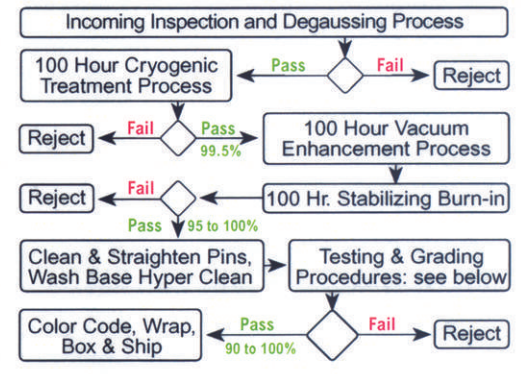 Incoming Inspection and Degaussing Process
100 Hour Cryogenic
Treatment Process
Pass
Fail
Reject
Reject
Fail
Pass
99.5%
100 Hour Vacuum
Enhancement Process
Reject
Fail
100 Hr. Stabilizing Burn-in
Pass
95 to 100%
Clean & Straighten Pins,
Wash Base Hyper Clean
Testing & Grading
Procedures: see below
Color Code, Wrap,
Box & Ship
Pass
90 to 100%
Fail
Reject